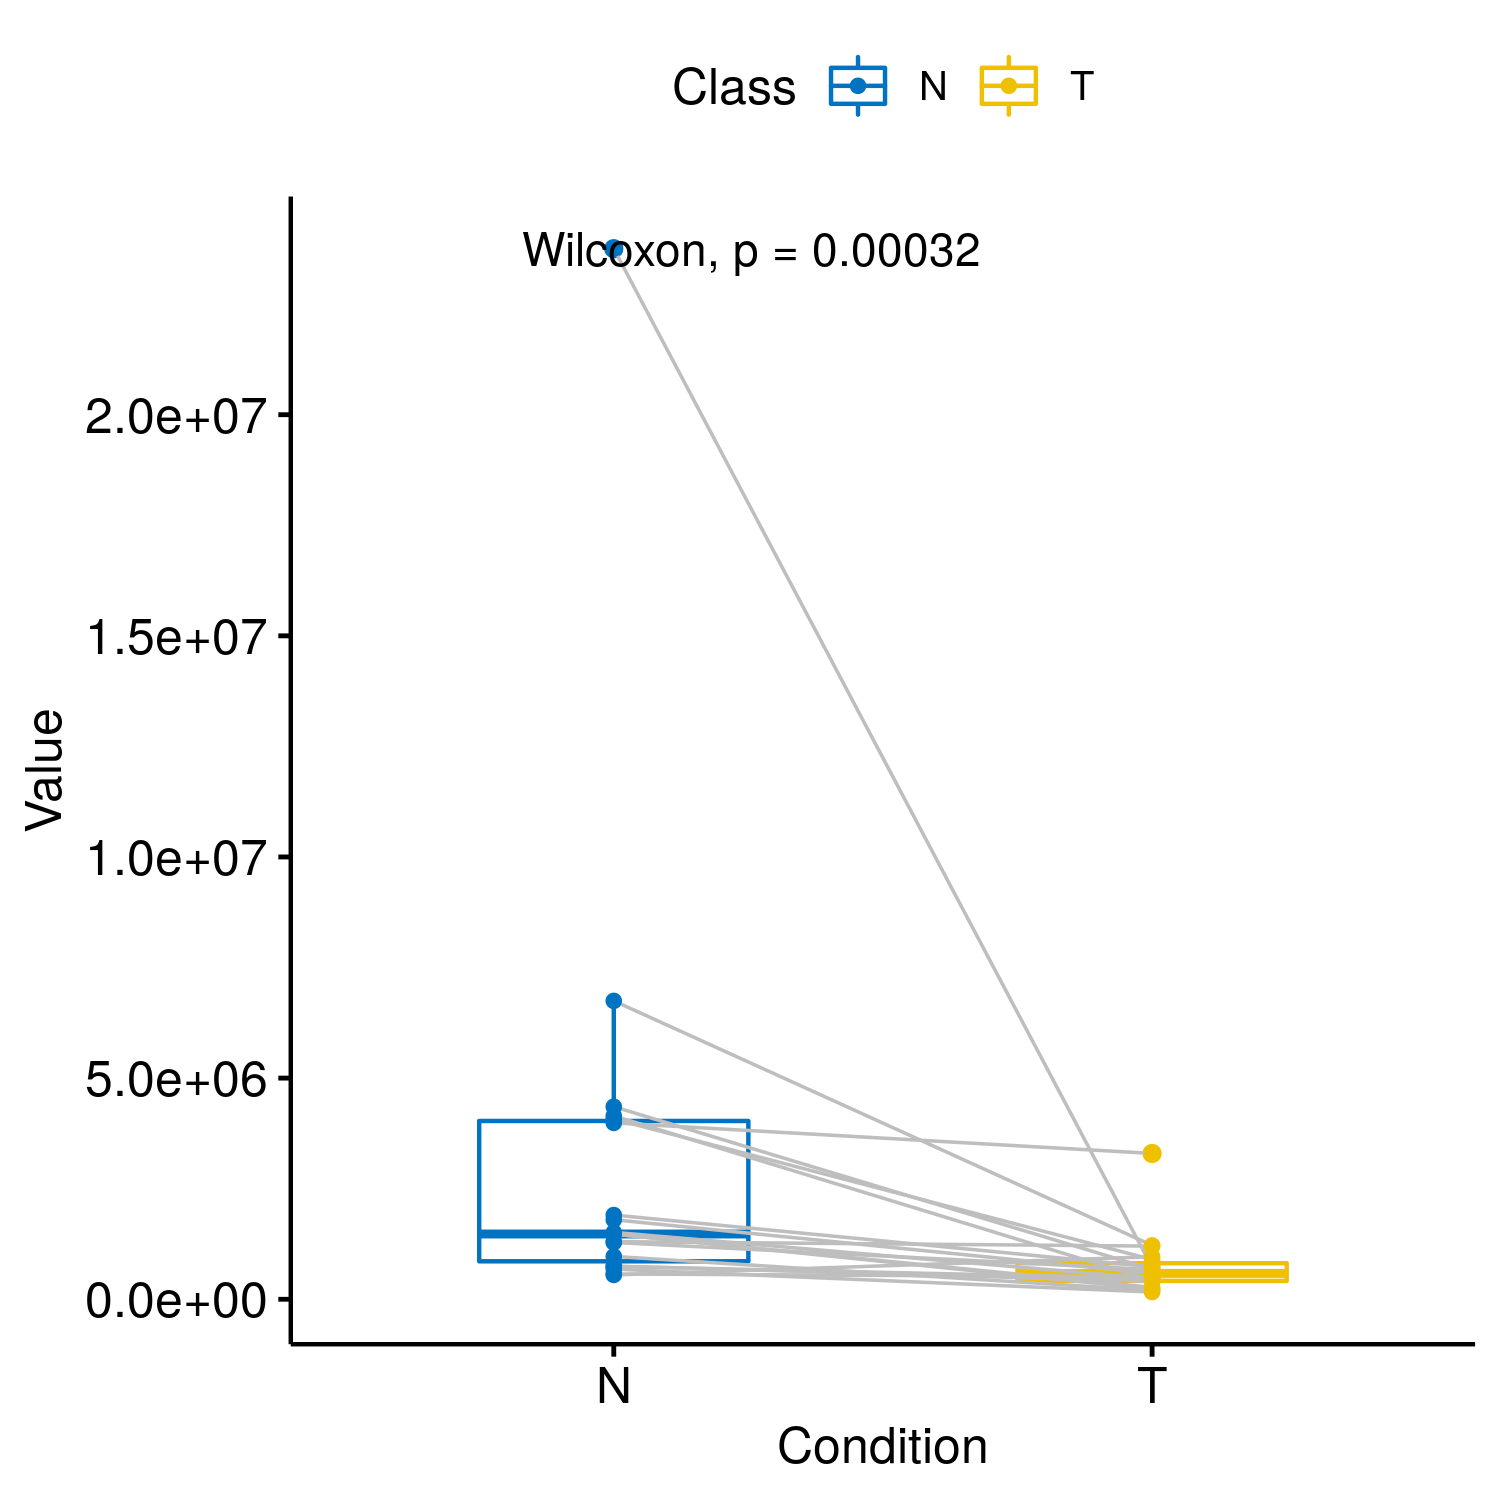 Class N T
Wilcoxon, p = 0.00032
2.0e+07
1.5e+07
1.0e+07
5.0e+06
0.0e+00
Value
N T
Condition